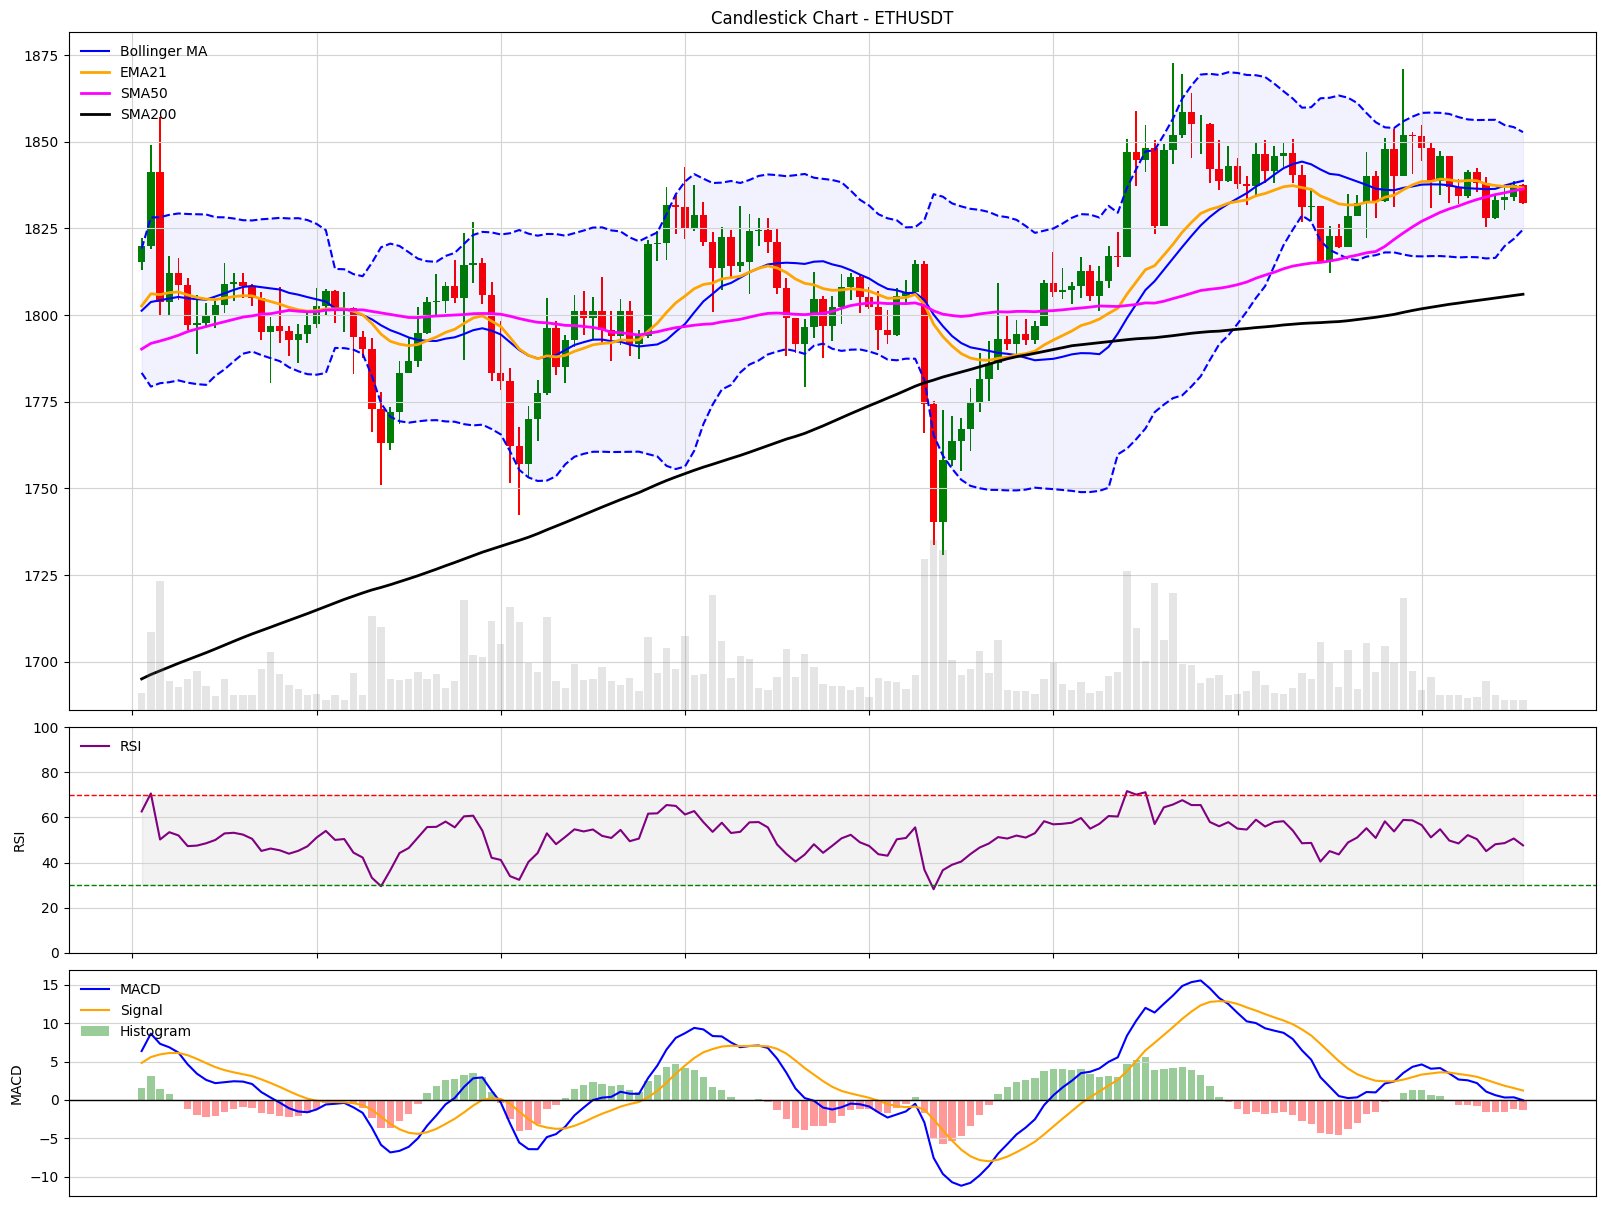 Candlestick Chart - ETHUSDT
Bollinger MA
EMA21
SMA50
SMA200
1875
1850
1825
1800
1775
1750
1725
1700
RSI
RSI
100
80
60
40
20
0
MACD
Signal
Histogram
MACD
15
10
5
0
−5
−10